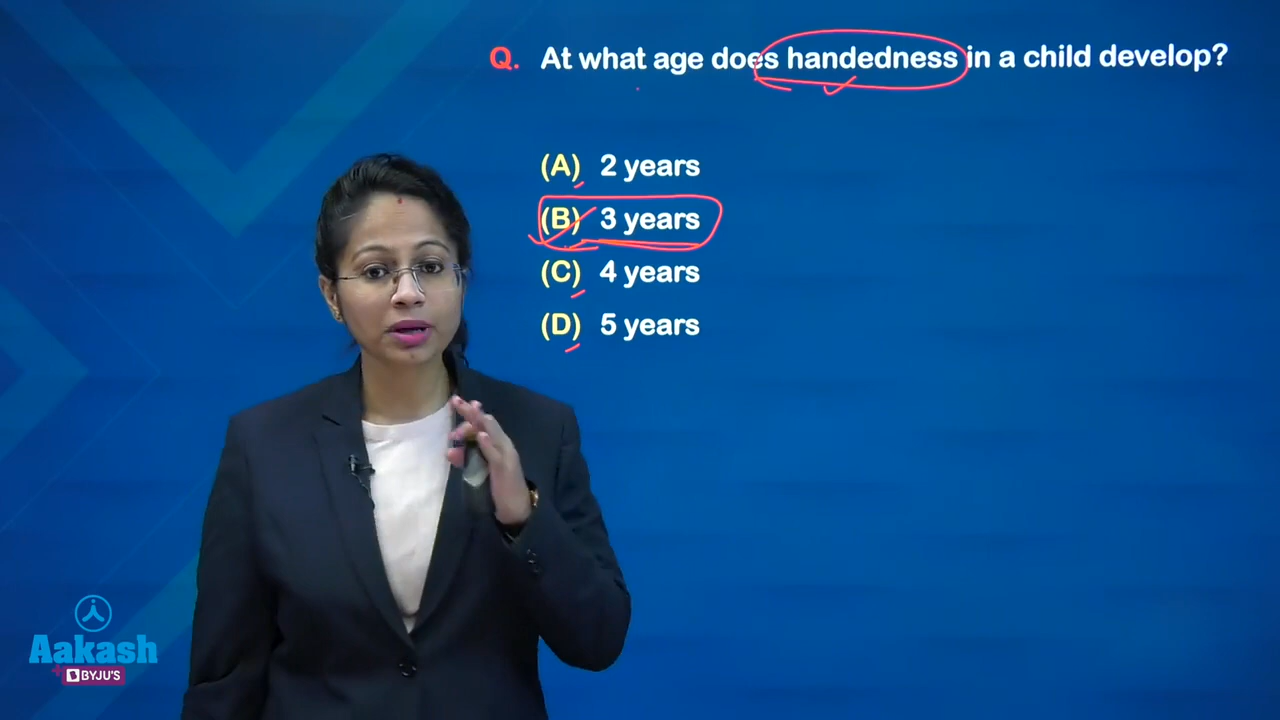 Q. At what age does handedness in a child develop?
(A) 2 years
(B) 3 years
(C) 4 years
(D) 5 years
Aakash
+ BYJU'S